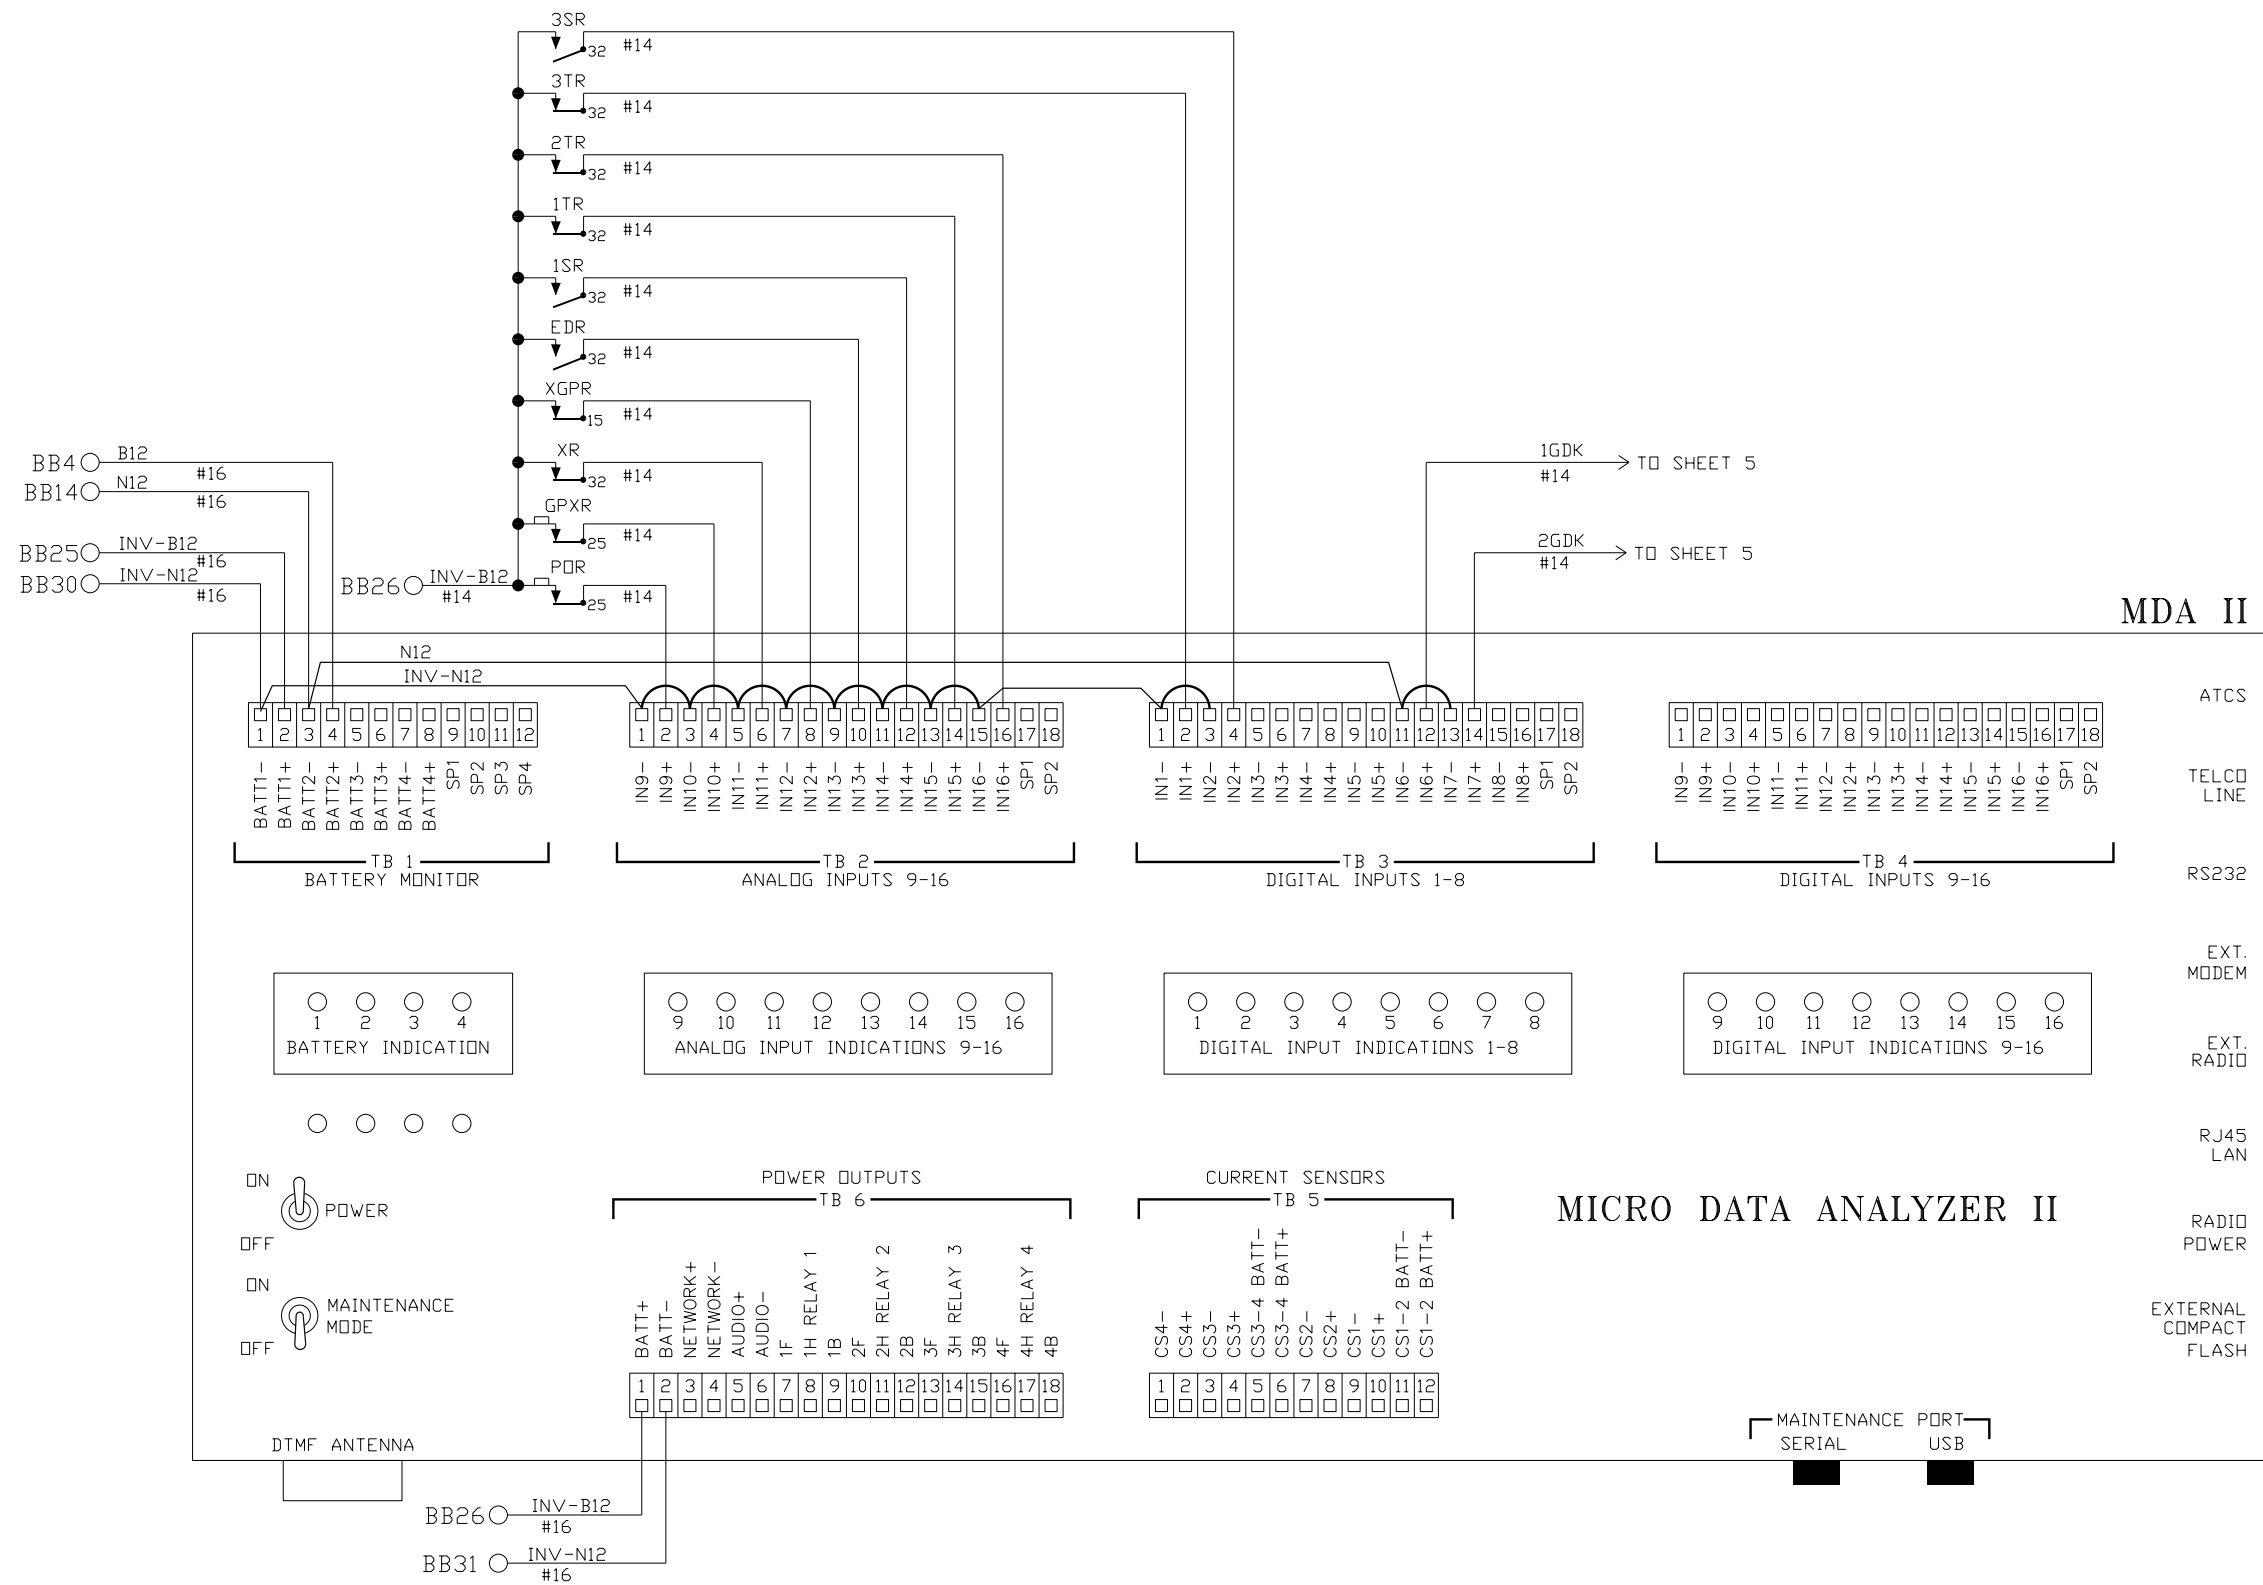 3SR
32 #14
3TR
32 #14
2TR
32 #14
1TR
32 #14
1SR
32 #14
EDR
32 #14
XGPR
15 #14
XR
32 #14
GPXR
25 #14
POR
25 #14
BB4 B12
#16
BB14 N12
#16
BB25 INV-B12
#16
BB30 INV-N12
#16
BB26 INV-B12
#14
1GDK
#14
TO SHEET 5
2GDK
#14
TO SHEET 5
MDA II
N12
INV-N12
1 2 3 4 5 6 7 8 9 10 11 12
BATT1- BATT1+ BATT2- BATT2+ BATT3- BATT3+ BATT4- BATT4+ SP1 SP2 SP3 SP4
TB 1
BATTERY MONITOR
1 2 3 4 5 6 7 8 9 10 11 12 13 14 15 16 17 18
IN9- IN9+ IN10- IN10+ IN11- IN11+ IN12- IN12+ IN13- IN13+ IN14- IN14+ IN15- IN15+ IN16- IN16+ SP1 SP2
TB 2
ANALOG INPUTS 9-16
1 2 3 4 5 6 7 8 9 10 11 12 13 14 15 16 17 18
IN1- IN1+ IN2- IN2+ IN3- IN3+ IN4- IN4+ IN5- IN5+ IN6- IN6+ IN7- IN7+ IN8- IN8+ SP1 SP2
TB 3
DIGITAL INPUTS 1-8
1 2 3 4 5 6 7 8 9 10 11 12 13 14 15 16 17 18
IN9- IN9+ IN10- IN10+ IN11- IN11+ IN12- IN12+ IN13- IN13+ IN14- IN14+ IN15- IN15+ IN16- IN16+ SP1 SP2
TB 4
DIGITAL INPUTS 9-16
ATCS
TELCO
LINE
RS232
EXT.
MODEM
EXT.
RADIO
RJ45
LAN
RADIO
POWER
EXTERNAL
COMPACT
FLASH
1 2 3 4
BATTERY INDICATION
9 10 11 12 13 14 15 16
ANALOG INPUT INDICATIONS 9-16
1 2 3 4 5 6 7 8
DIGITAL INPUT INDICATIONS 1-8
9 10 11 12 13 14 15 16
DIGITAL INPUT INDICATIONS 9-16
ON
POWER
OFF
ON
MAINTENANCE
MODE
OFF
POWER OUTPUTS
TB 6
BATT+ BATT- NETWORK+ NETWORK- AUDIO+ AUDIO- 1F 1H RELAY 1 1B 2F 2H RELAY 2 2B 3F 3H RELAY 3 3B 4F 4H RELAY 4 4B
1 2 3 4 5 6 7 8 9 10 11 12 13 14 15 16 17 18
CURRENT SENSORS
TB 5
CS4- CS4+ CS3- CS3+ CS3-4 BATT- CS3-4 BATT+ CS2- CS2+ CS1- CS1+ CS1-2 BATT- CS1-2 BATT+
1 2 3 4 5 6 7 8 9 10 11 12
MICRO DATA ANALYZER II
MAINTENANCE PORT
SERIAL USB
DTMF ANTENNA
BB26 INV-B12
#16
BB31 INV-N12
#16